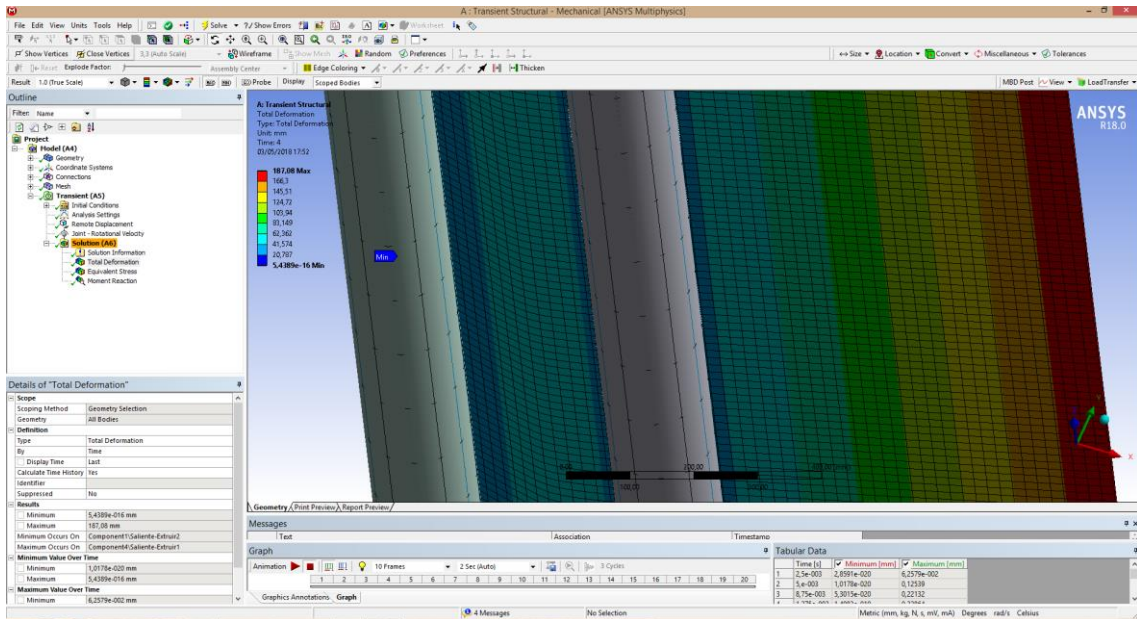 A : Transient Structural - Mechanical [ANSYS Multiphysics]
File Edit View Units Tools Help Solve ?/ Show Errors Worksheet
Show Vertices Close Vertices 3,3 (Auto Scale) Wireframe Show Mesh Random Preferences Size Location Convert Miscellaneous Tolerances
Reset Explode Factor: Assembly Center Edge Coloring Thicken
Result 1.0 (True Scale) Probe Display Scoped Bodies MBD Post View LoadTransfer
Outline
Filter: Name
Project
Model (A4)
Geometry
Coordinate Systems
Connections
Mesh
Transient (A5)
Initial Conditions
Analysis Settings
Remote Displacement
Joint - Rotational Velocity
Solution (A6)
Solution Information
Total Deformation
Equivalent Stress
Moment Reaction
A: Transient Structural
Total Deformation
Type: Total Deformation
Unit: mm
Time: 4
03/05/2018 17:52
187,08 Max
166,3
145,51
124,72
103,94
83,149
62,362
41,574
20,787
5,4389e-16 Min
Min
ANSYS
R18.0
0,00
200,00
100,00
X
Details of "Total Deformation"
Scope
Scoping Method Geometry Selection
Geometry All Bodies
Definition
Type Total Deformation
By Time
Display Time Last
Calculate Time History Yes
Identifier
Suppressed No
Results
Minimum 5,4389e-016 mm
Maximum 187,08 mm
Minimum Occurs On Component1\Saliente-Extruir2
Maximum Occurs On Component4\Saliente-Extruir1
Minimum Value Over Time
Minimum 1,0178e-020 mm
Maximum 5,4389e-016 mm
Maximum Value Over Time
Minimum 6,2579e-002 mm
Geometry Print Preview Report Preview
Messages
Text Association Timestamp
Graph
Animation 10 Frames 2 Sec (Auto) 3 Cycles
1 2 3 4 5 6 7 8 9 10 11 12 13 14 15 16 17 18 19 20
Graphics Annotations Graph
Tabular Data
Time [s] Minimum [mm] Maximum [mm]
1 2,5e-003 2,8591e-020 6,2579e-002
2 5,e-003 1,0178e-020 0,12539
3 8,75e-003 5,3015e-020 0,22132
4 Messages No Selection Metric (mm, kg, N, s, mV, mA) Degrees rad/s Celsius